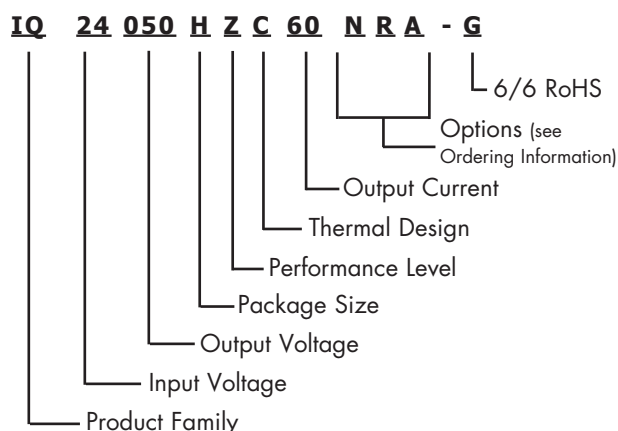 IQ 24 050 H Z C 60 N R A - G
6/6 RoHS
Options (see
Ordering Information)
Output Current
Thermal Design
Performance Level
Package Size
Output Voltage
Input Voltage
Product Family